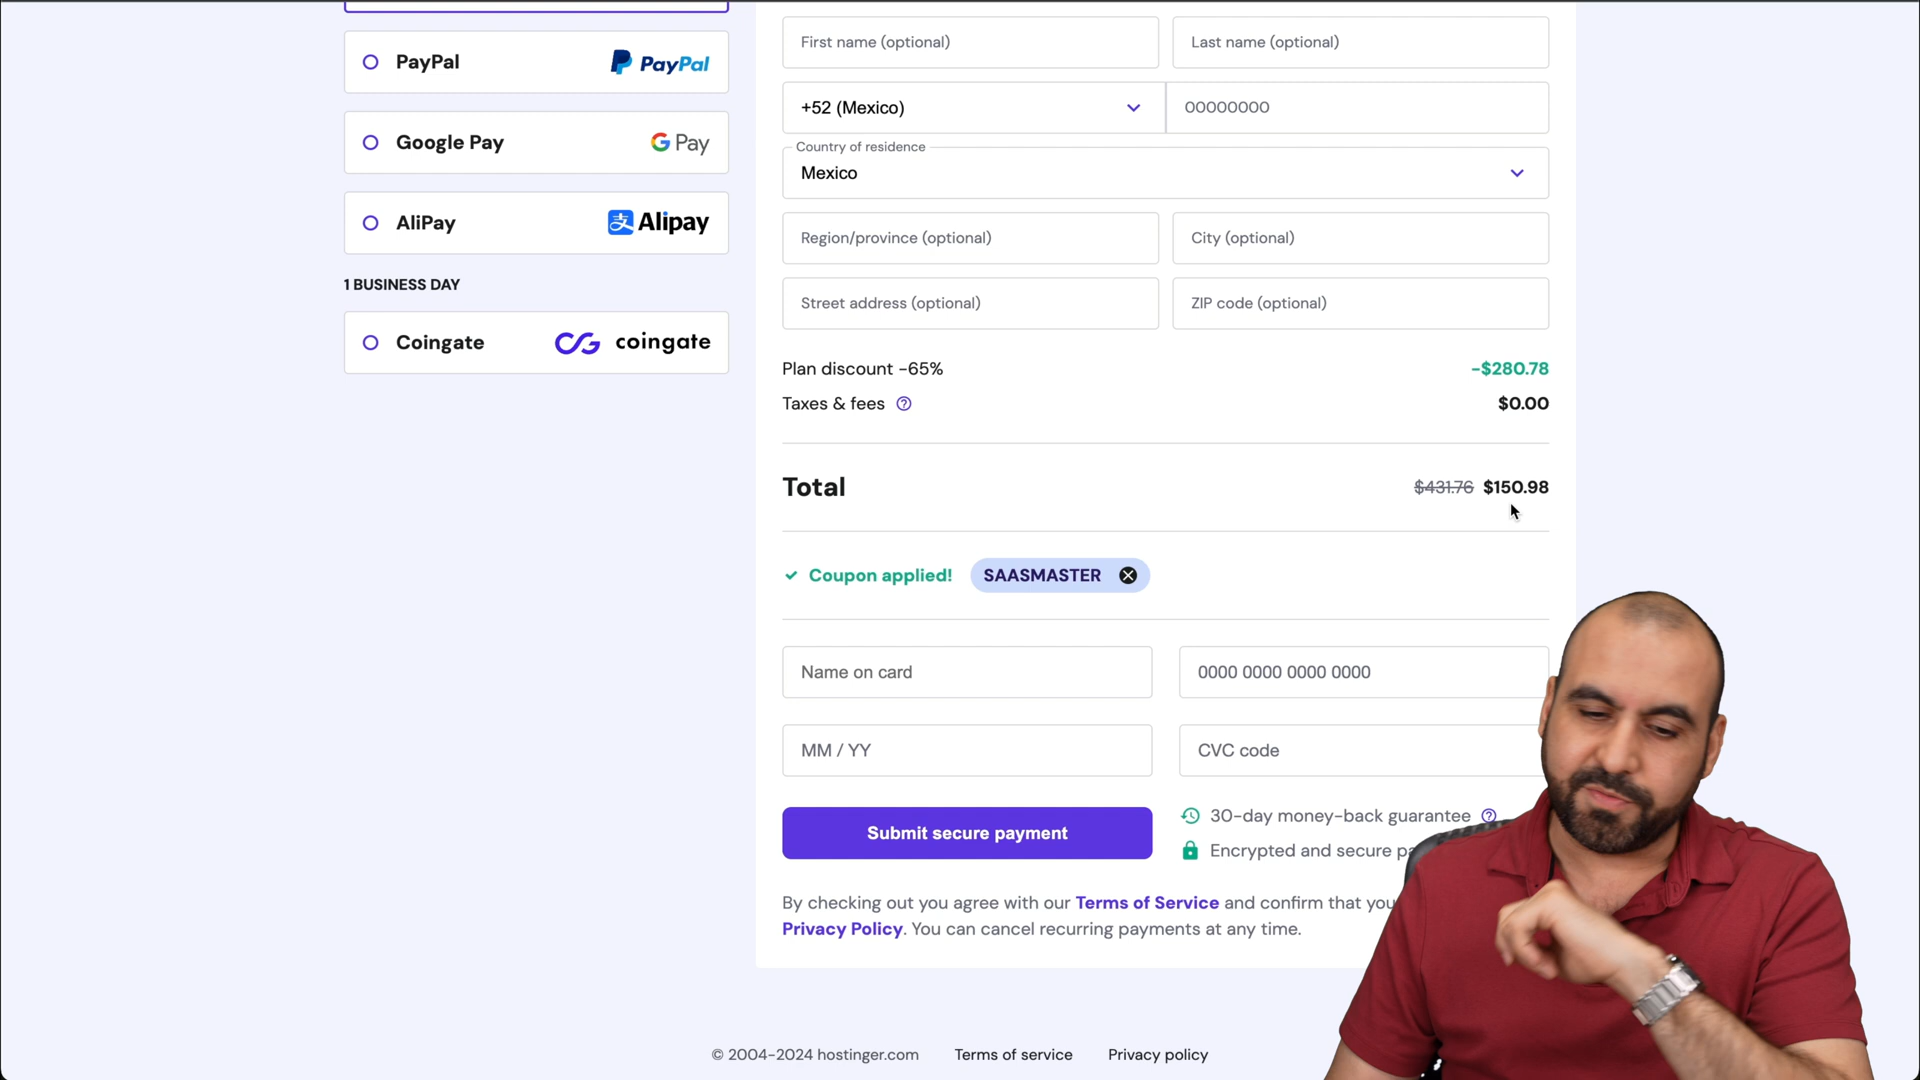 PayPal
PayPal
Google Pay
G Pay
AliPay
支 Alipay
1 BUSINESS DAY
Coingate
coingate
First name (optional)
Last name (optional)
+52 (Mexico)
00000000
Country of residence
Mexico
Region/province (optional)
City (optional)
Street address (optional)
ZIP code (optional)
Plan discount -65%
-$280.78
Taxes & fees
$0.00
Total
$431.76 $150.98
Coupon applied!
SAASMASTER
Name on card
0000 0000 0000 0000
MM / YY
CVC code
Submit secure payment
30-day money-back guarantee
Encrypted and secure
By checking out you agree with our Terms of Service and confirm that you
Privacy Policy. You can cancel recurring payments at any time.
© 2004-2024 hostinger.com
Terms of service
Privacy policy